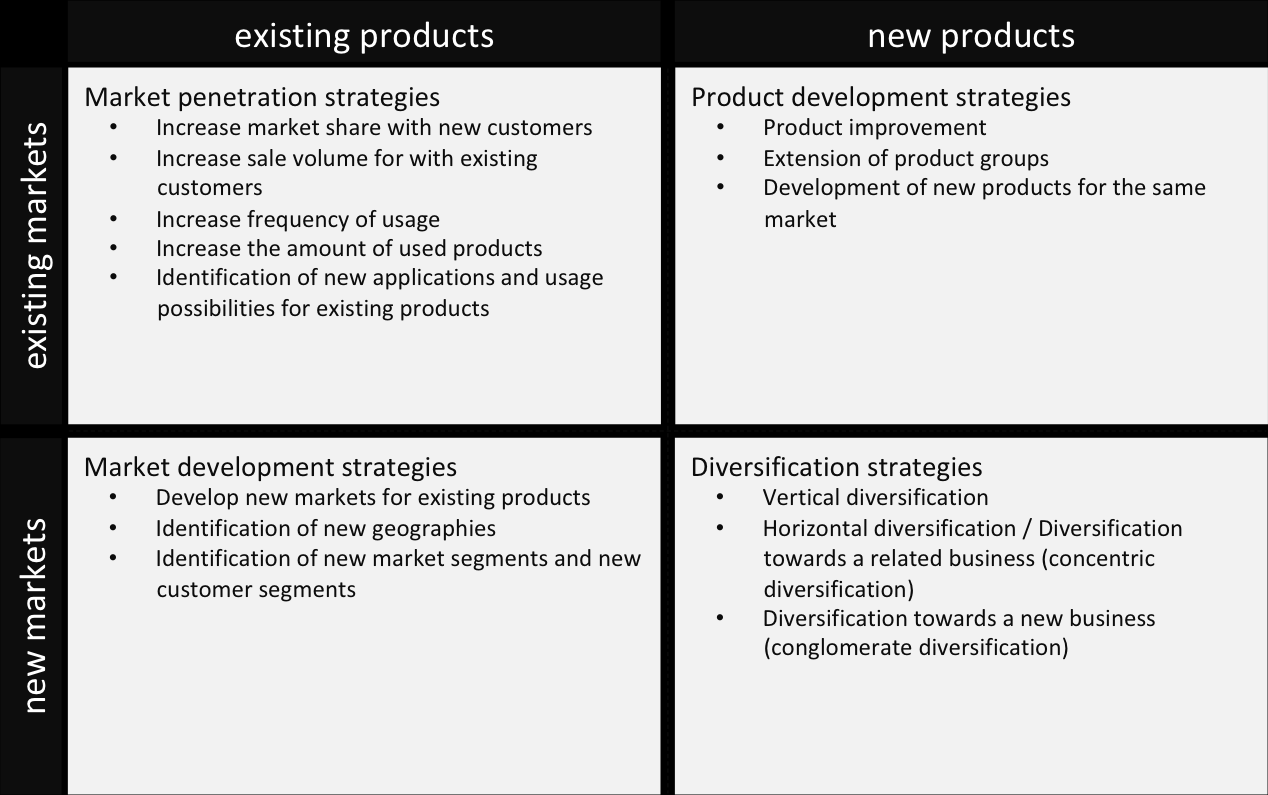 existing products
new products
existing markets
Market penetration strategies
• Increase market share with new customers
• Increase sale volume for with existing
customers
• Increase frequency of usage
• Increase the amount of used products
• Identification of new applications and usage
possibilities for existing products
Product development strategies
• Product improvement
• Extension of product groups
• Development of new products for the same
market
new markets
Market development strategies
• Develop new markets for existing products
• Identification of new geographies
• Identification of new market segments and new
customer segments
Diversification strategies
• Vertical diversification
• Horizontal diversification / Diversification
towards a related business (concentric
diversification)
• Diversification towards a new business
(conglomerate diversification)